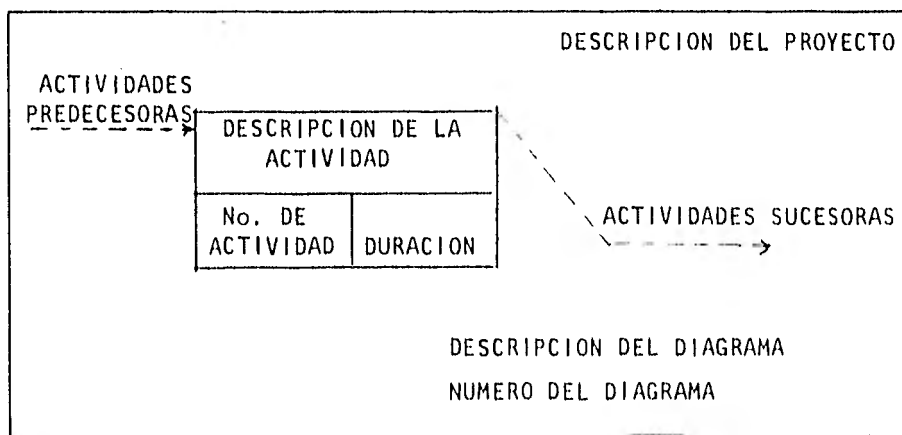 DESCRIPCION DEL PROYECTO
ACTIVIDADES
PREDECESORAS
DESCRIPCION DE LA
ACTIVIDAD
No. DE
ACTIVIDAD
DURACION
ACTIVIDADES SUCESORAS
DESCRIPCION DEL DIAGRAMA
NUMERO DEL DIAGRAMA